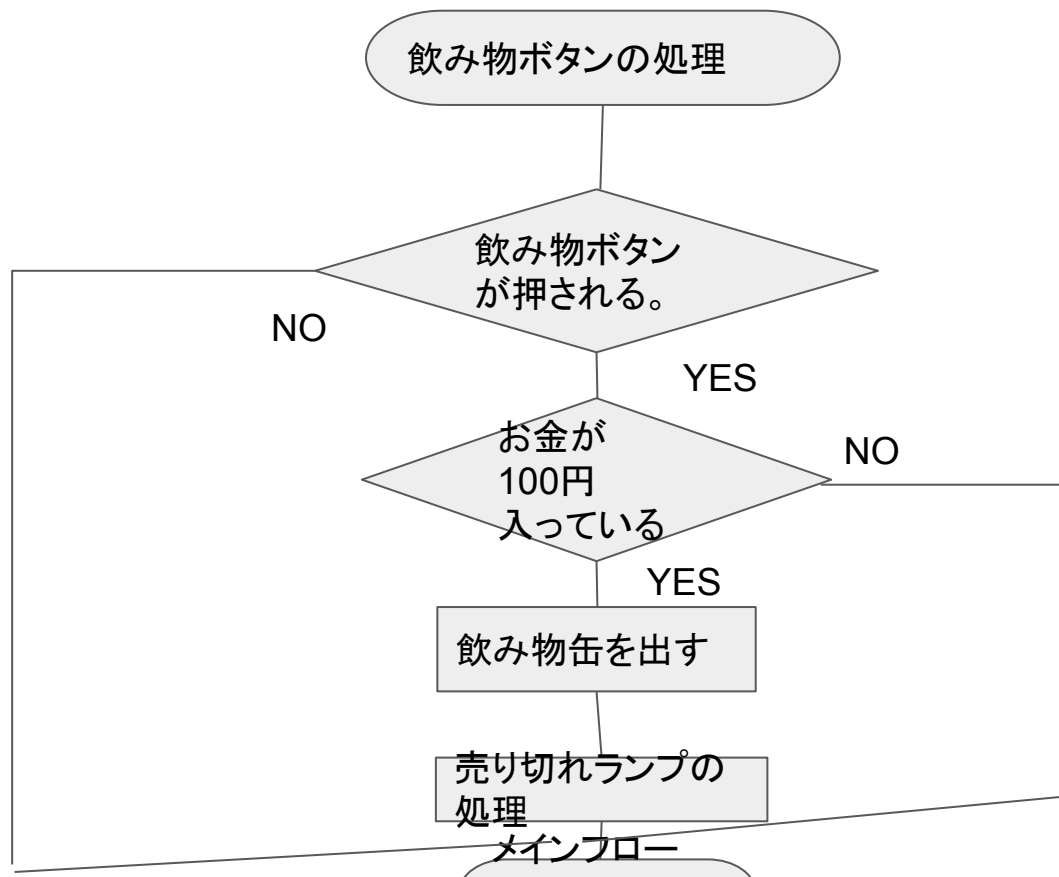 飲み物ボタンの処理
飲み物ボタン
が押される。
NO
YES
お金が
100円
入っている
NO
YES
飲み物缶を出す
売り切れランプの
処理
メインフロー